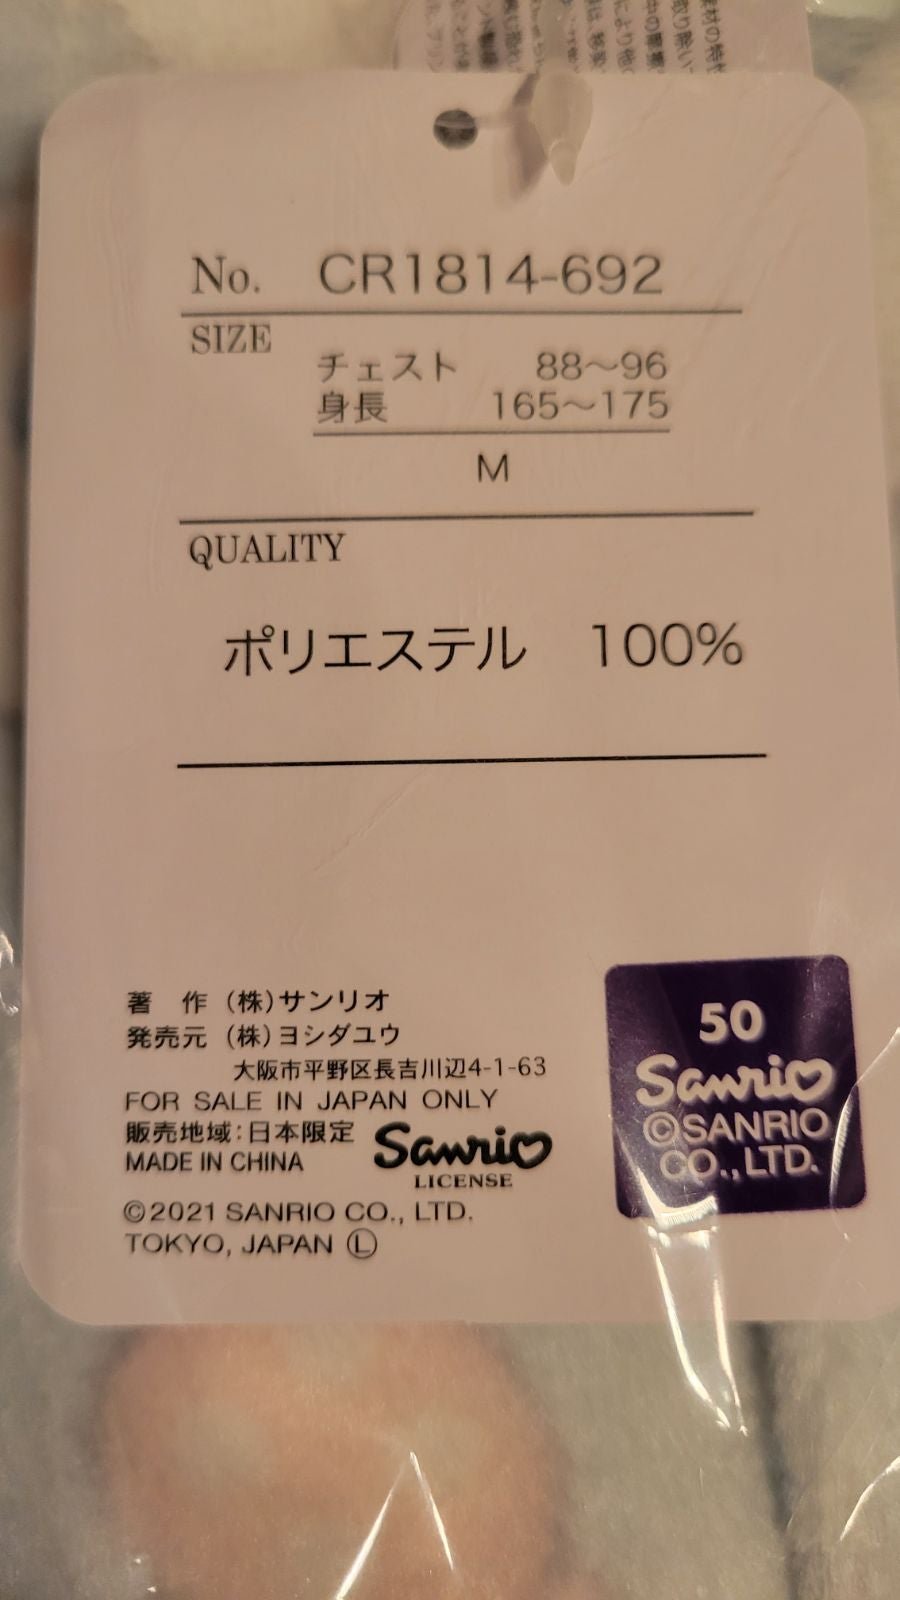 No. CR1814-692
SIZE
チェスト 88～96
身長 165～175
M
QUALITY
ポリエステル 100%
著 作 (株)サンリオ
発売元 (株)ヨシダユウ
大阪市平野区長吉川辺4-1-63
FOR SALE IN JAPAN ONLY
販売地域:日本限定
MADE IN CHINA
Sanrio
LICENSE
©2021 SANRIO CO., LTD.
TOKYO, JAPAN Ⓛ
50
Sanrio
©SANRIO
CO., LTD.